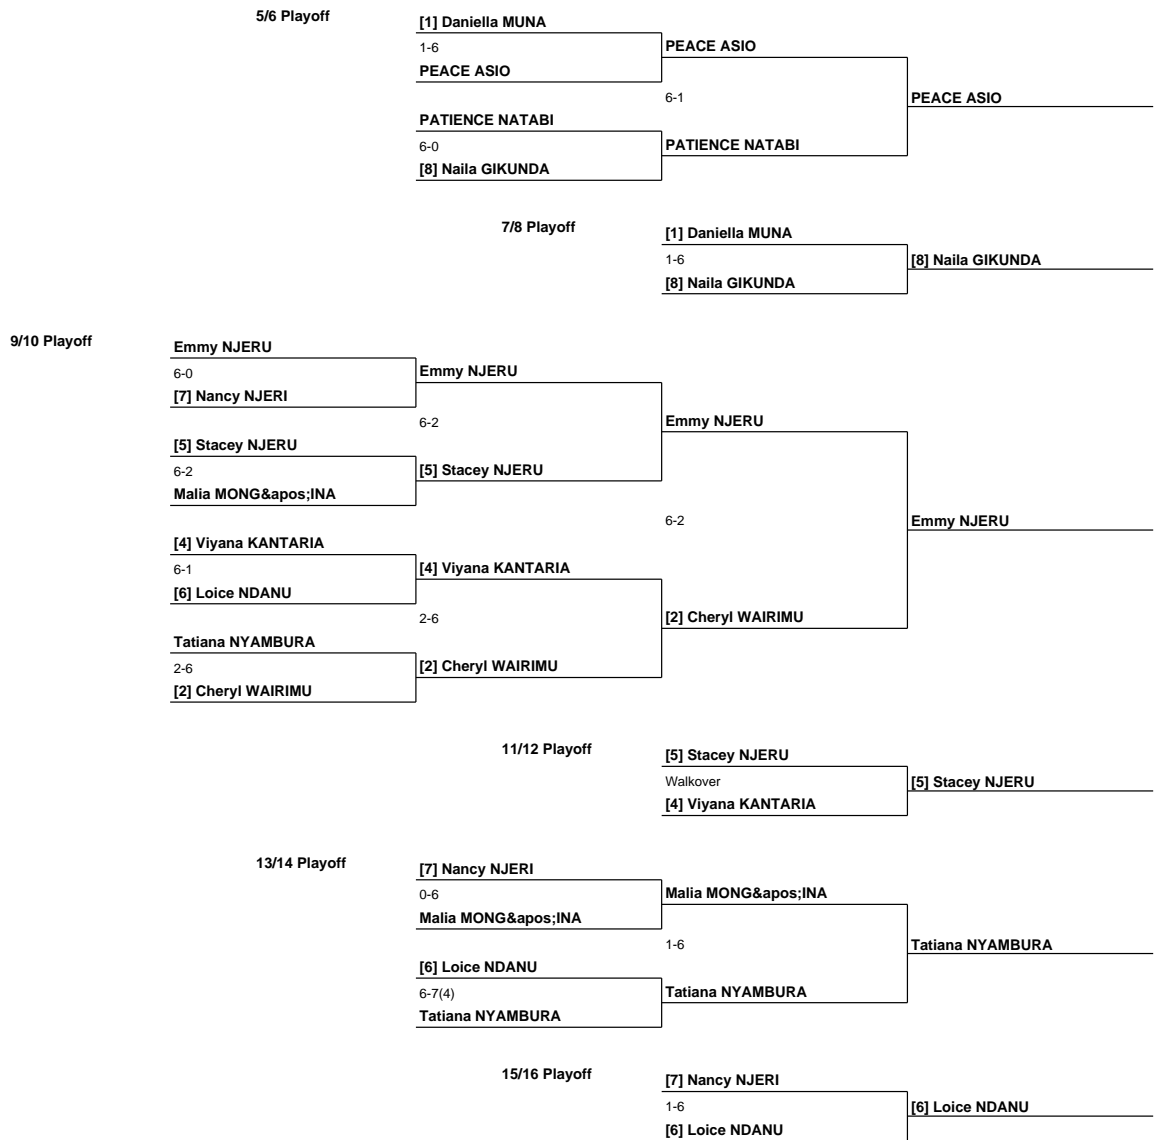 5/6 Playoff
[1] Daniella MUNA
1-6
PEACE ASIO
PEACE ASIO
6-1
PEACE ASIO
PATIENCE NATABI
6-0
PATIENCE NATABI
[8] Naila GIKUNDA
7/8 Playoff
[1] Daniella MUNA
1-6
[8] Naila GIKUNDA
[8] Naila GIKUNDA
9/10 Playoff
Emmy NJERU
6-0
Emmy NJERU
[7] Nancy NJERI
6-2
Emmy NJERU
[5] Stacey NJERU
6-2
[5] Stacey NJERU
Malia MONG&apos;INA
6-2
Emmy NJERU
[4] Viyana KANTARIA
6-1
[4] Viyana KANTARIA
[6] Loice NDANU
2-6
[2] Cheryl WAIRIMU
Tatiana NYAMBURA
2-6
[2] Cheryl WAIRIMU
[2] Cheryl WAIRIMU
11/12 Playoff
[5] Stacey NJERU
Walkover
[5] Stacey NJERU
[4] Viyana KANTARIA
13/14 Playoff
[7] Nancy NJERI
0-6
Malia MONG&apos;INA
Malia MONG&apos;INA
1-6
Tatiana NYAMBURA
[6] Loice NDANU
6-7(4)
Tatiana NYAMBURA
Tatiana NYAMBURA
15/16 Playoff
[7] Nancy NJERI
1-6
[6] Loice NDANU
[6] Loice NDANU